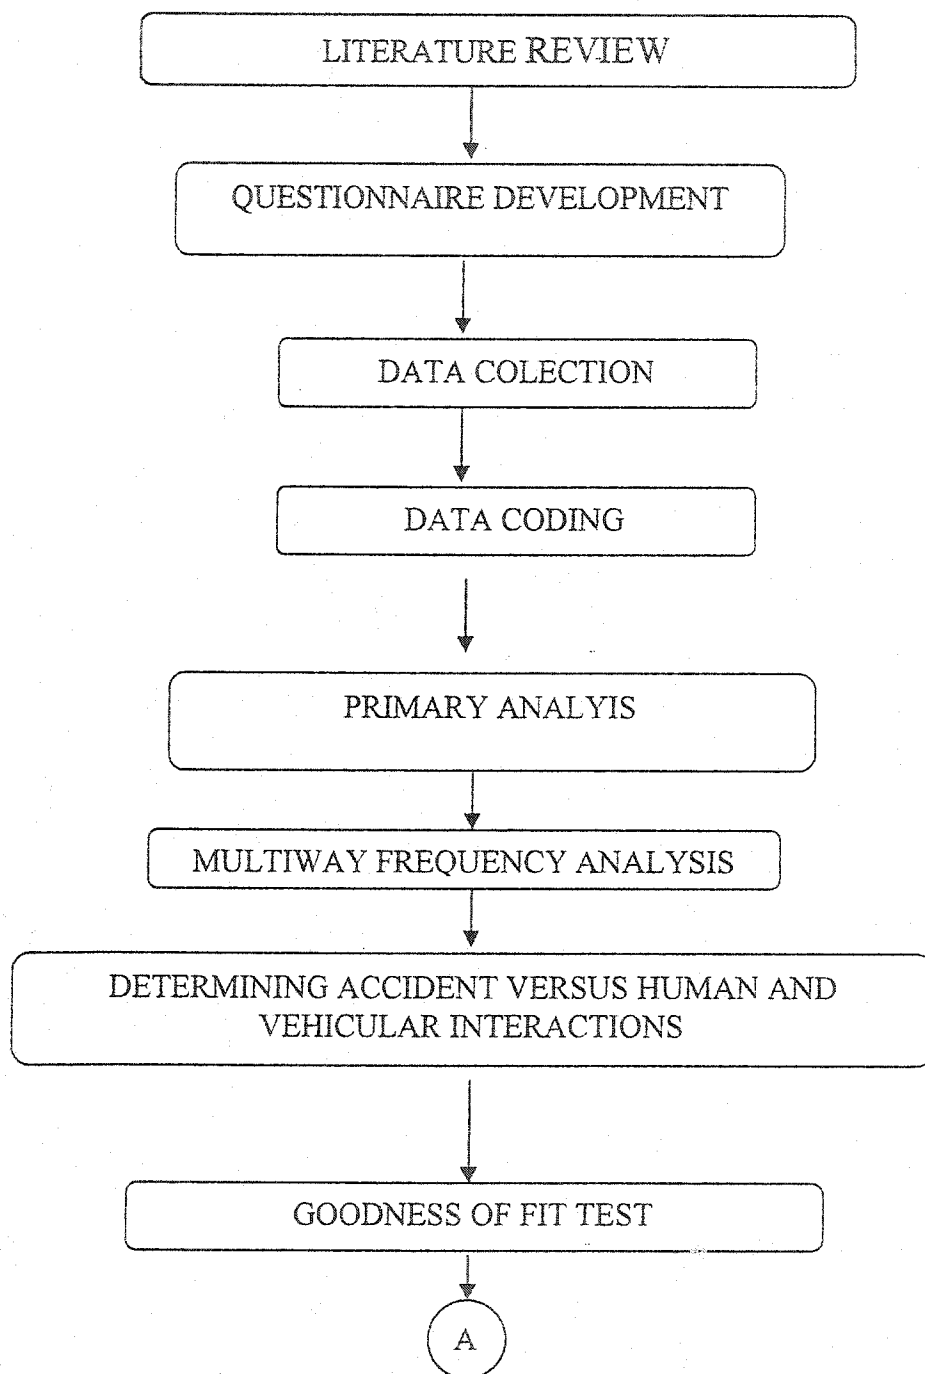 LITERATURE REVIEW
QUESTIONNAIRE DEVELOPMENT
DATA COLECTION
DATA CODING
PRIMARY ANALYIS
MULTIWAY FREQUENCY ANALYSIS
DETERMINING ACCIDENT VERSUS HUMAN AND
VEHICULAR INTERACTIONS
GOODNESS OF FIT TEST
A